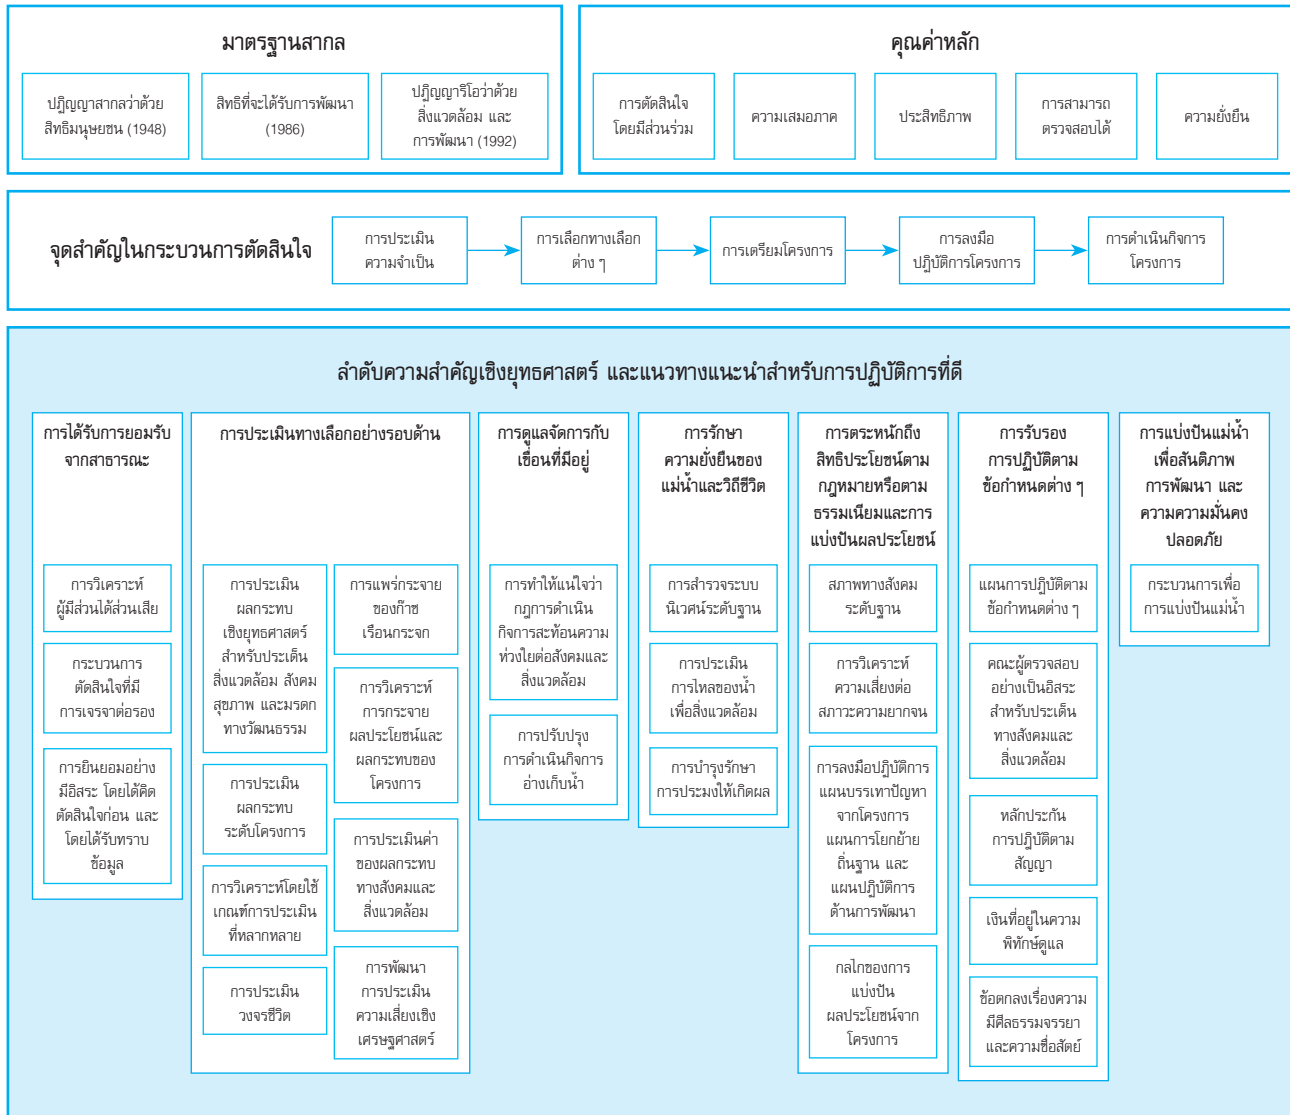 มาตรฐานสากล
ปฏิญญาสากลว่าด้วย
สิทธิมนุษยชน (1948)
สิทธิที่จะได้รับการพัฒนา
(1986)
ปฏิญญาริโอว่าด้วย
สิ่งแวดล้อม และ
การพัฒนา (1992)
คุณค่าหลัก
การตัดสินใจ
โดยมีส่วนร่วม
ความเสมอภาค
ประสิทธิภาพ
การสามารถ
ตรวจสอบได้
ความยั่งยืน
จุดสำคัญในกระบวนการตัดสินใจ
การประเมิน
ความจำเป็น
การเลือกทางเลือก
ต่าง ๆ
การเตรียมโครงการ
การลงมือ
ปฏิบัติการโครงการ
การดำเนินกิจการ
โครงการ
ลำดับความสำคัญเชิงยุทธศาสตร์ และแนวทางแนะนำสำหรับการปฏิบัติการที่ดี
การได้รับการยอมรับ
จากสาธารณะ
การวิเคราะห์
ผู้มีส่วนได้ส่วนเสีย
กระบวนการ
ตัดสินใจที่มี
การเจรจาต่อรอง
การยินยอมอย่าง
มีอิสระ โดยได้คิด
ตัดสินใจก่อน และ
โดยได้รับทราบ
ข้อมูล
การประเมินทางเลือกอย่างรอบด้าน
การประเมิน
ผลกระทบ
เชิงยุทธศาสตร์
สำหรับประเด็น
สิ่งแวดล้อม สังคม
สุขภาพ และมรดก
ทางวัฒนธรรม
การประเมิน
ผลกระทบ
ระดับโครงการ
การวิเคราะห์โดยใช้
เกณฑ์การประเมิน
ที่หลากหลาย
การประเมิน
วงจรชีวิต
การแพร่กระจาย
ของก๊าซ
เรือนกระจก
การวิเคราะห์
การกระจาย
ผลประโยชน์และ
ผลกระทบของ
โครงการ
การประเมินค่า
ของผลกระทบ
ทางสังคมและ
สิ่งแวดล้อม
การพัฒนา
การประเมิน
ความเสี่ยงเชิง
เศรษฐศาสตร์
การดูแลจัดการกับ
เขื่อนที่มีอยู่
การทำให้แน่ใจว่า
กฎการดำเนิน
กิจการสะท้อนความ
ห่วงใยต่อสังคมและ
สิ่งแวดล้อม
การปรับปรุง
การดำเนินกิจการ
อ่างเก็บน้ำ
การรักษา
ความยั่งยืนของ
แม่น้ำและวิถีชีวิต
การสำรวจระบบ
นิเวศน์ระดับฐาน
การประเมิน
การไหลของน้ำ
เพื่อสิ่งแวดล้อม
การบำรุงรักษา
การประมงให้เกิดผล
การตระหนักถึง
สิทธิประโยชน์ตาม
กฎหมายหรือตาม
ธรรมเนียมและการ
แบ่งปันผลประโยชน์
สภาพทางสังคม
ระดับฐาน
การวิเคราะห์
ความเสี่ยงต่อ
สภาวะความยากจน
การลงมือปฏิบัติการ
แผนบรรเทาปัญหา
จากโครงการ
แผนการโยกย้าย
ถิ่นฐาน และ
แผนปฏิบัติการ
ด้านการพัฒนา
กลไกของการ
แบ่งปัน
ผลประโยชน์จาก
โครงการ
การรับรอง
การปฏิบัติตาม
ข้อกำหนดต่าง ๆ
แผนการปฏิบัติตาม
ข้อกำหนดต่าง ๆ
คณะผู้ตรวจสอบ
อย่างเป็นอิสระ
สำหรับประเด็น
ทางสังคมและ
สิ่งแวดล้อม
หลักประกัน
การปฏิบัติตาม
สัญญา
เงินที่อยู่ในความ
พิทักษ์ดูแล
ข้อตกลงเรื่องความ
มีศีลธรรมจรรยา
และความซื่อสัตย์
การแบ่งปันแม่น้ำ
เพื่อสันติภาพ
การพัฒนา และ
ความความมั่นคง
ปลอดภัย
กระบวนการเพื่อ
การแบ่งปันแม่น้ำ